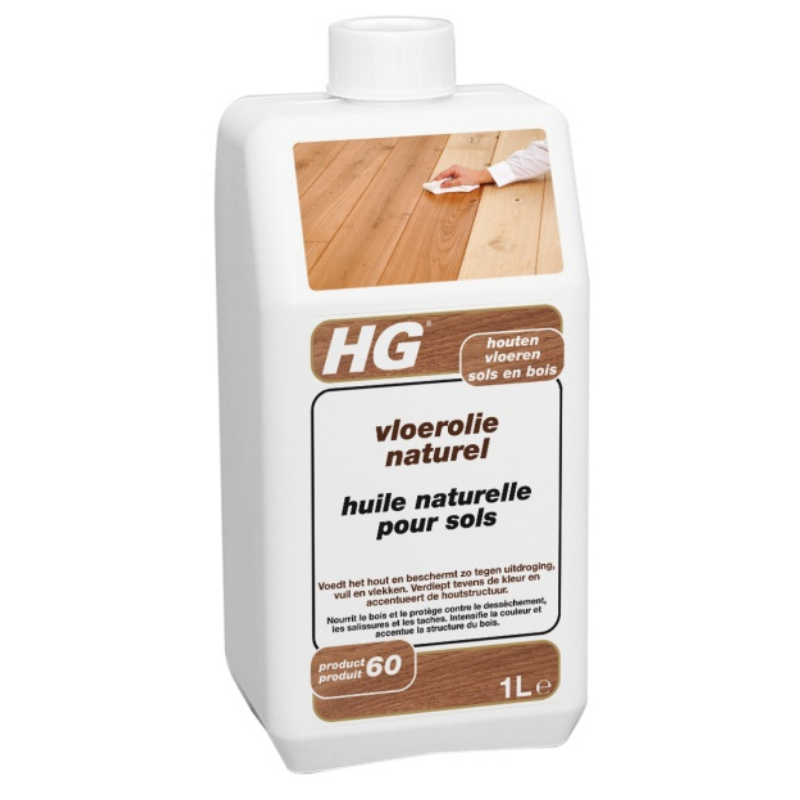 HG®
houten
vloeren
sols en bois
vloerolie
naturel
huile naturelle
pour sols
Voedt het hout en beschermt zo tegen uitdroging,
vuil en vlekken. Verdiept tevens de kleur en
accentueert de houtstructuur.
Nourrit le bois et le protège contre le dessèchement,
les salissures et les taches. Intensifie la couleur et
accentue la structure du bois.
product
produit 60
1L℮